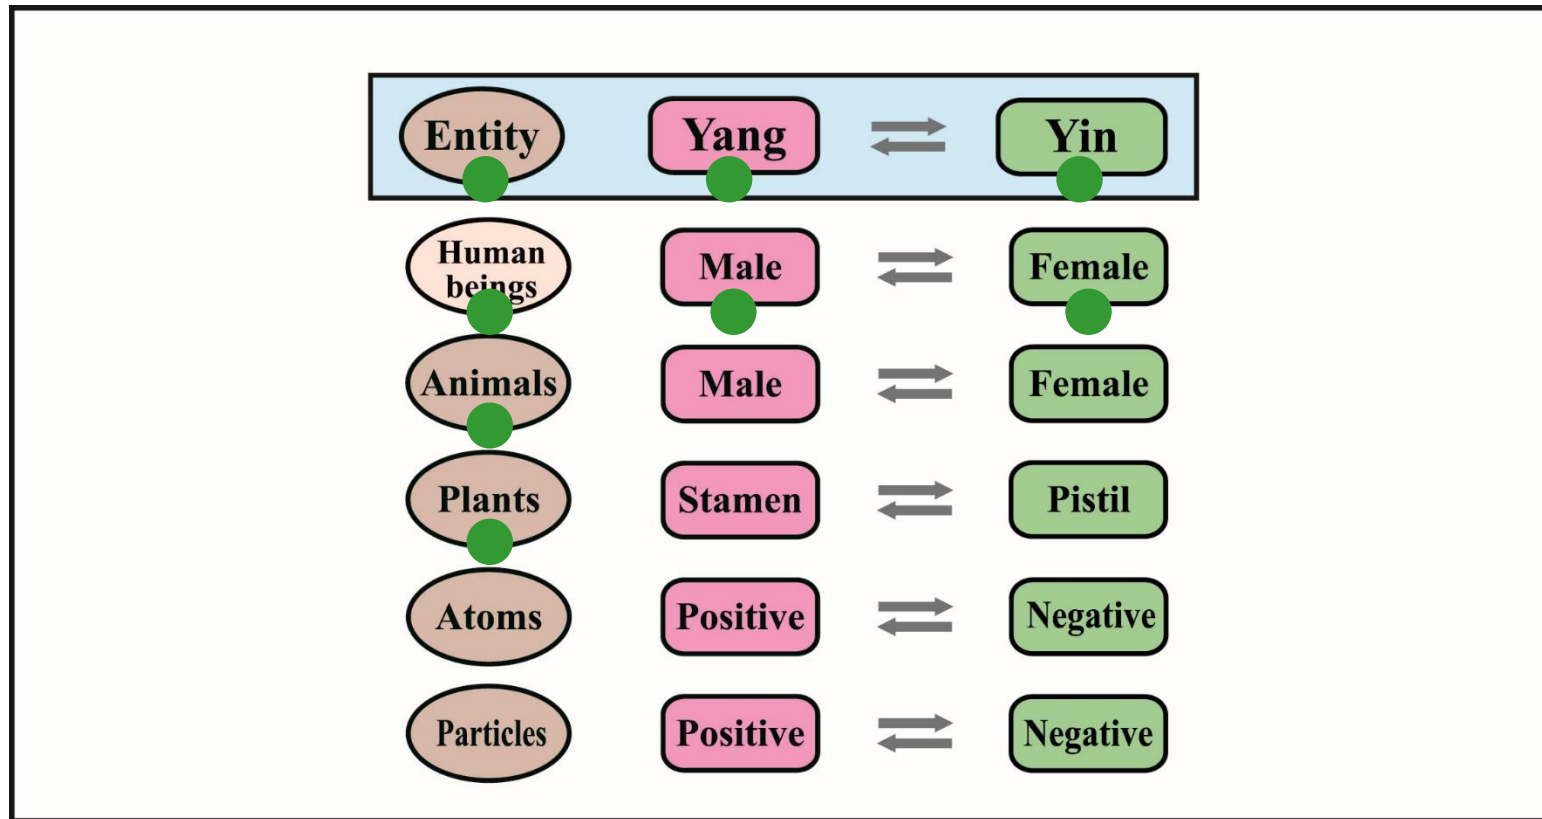 Entity Yang Yin
Human
beings Male Female
Animals Male Female
Plants Stamen Pistil
Atoms Positive Negative
Particles Positive Negative